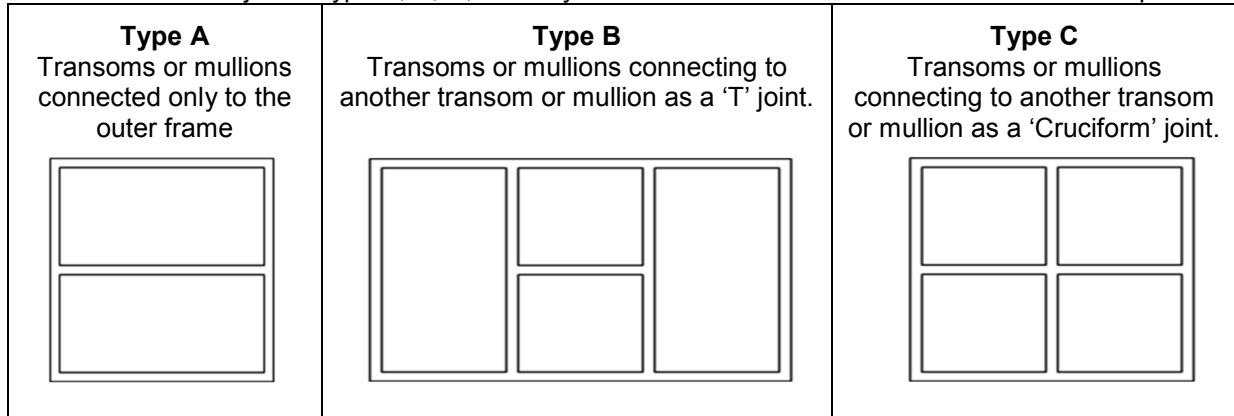 Type A
Transoms or mullions
connected only to the
outer frame
Type B
Transoms or mullions connecting to
another transom or mullion as a ‘T’ joint.
Type C
Transoms or mullions
connecting to another transom
or mullion as a ‘Cruciform’ joint.